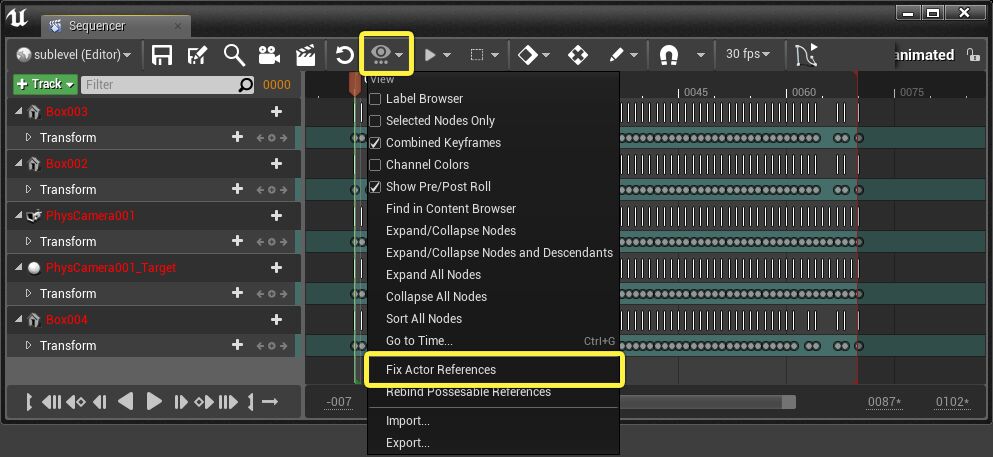 Sequencer
sublevel (Editor)
30 fps
animated
Track
Filter
0000
View
0045
0060
0075
Box003
Transform
Box002
Transform
PhysCamera001
Transform
PhysCamera001_Target
Transform
Box004
Transform
Label Browser
Selected Nodes Only
Combined Keyframes
Channel Colors
Show Pre/Post Roll
Find in Content Browser
Expand/Collapse Nodes
Expand/Collapse Nodes and Descendants
Expand All Nodes
Collapse All Nodes
Sort All Nodes
Go to Time... Ctrl+G
Fix Actor References
Rebind Possesable References
Import...
Export...
-007
0087*
0102*